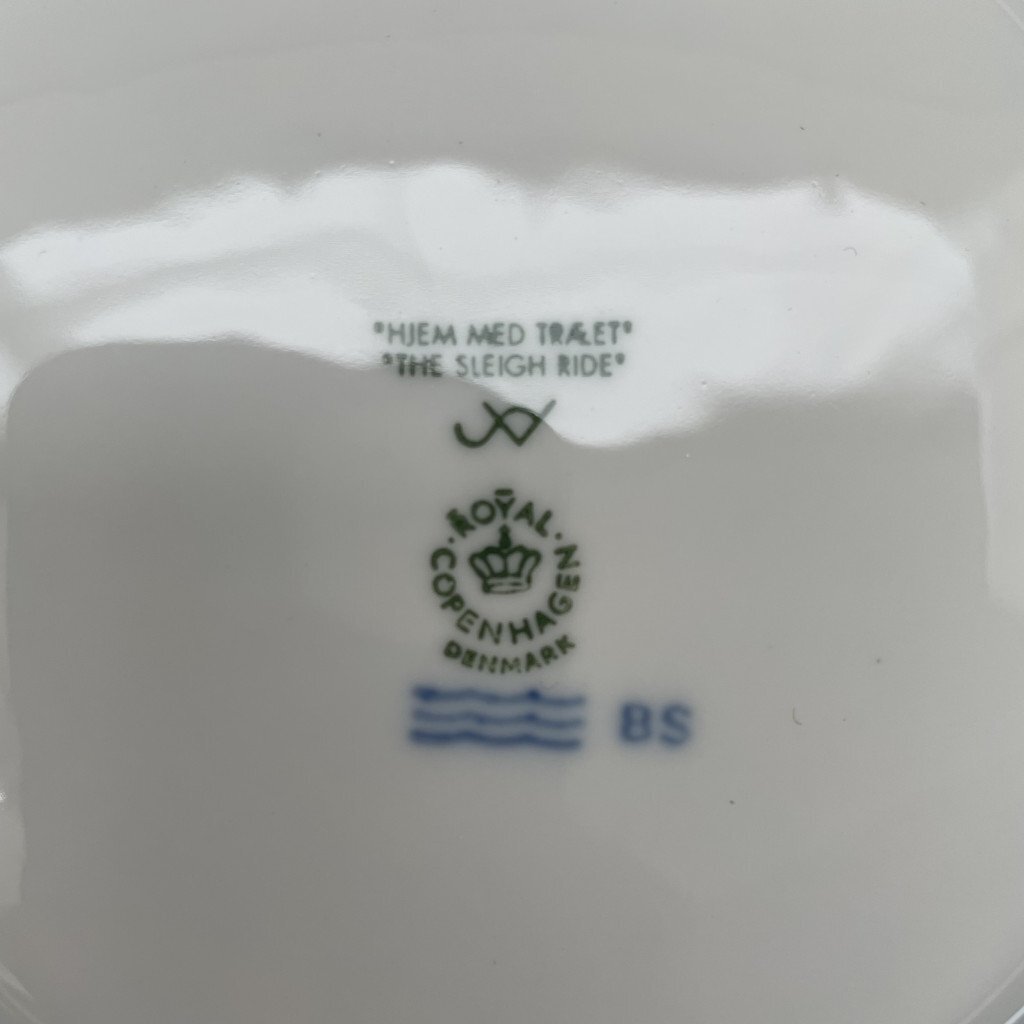 "HJEM MED TRÆET"
"THE SLEIGH RIDE"
ROYAL
COPENHAGEN
DENMARK
BS